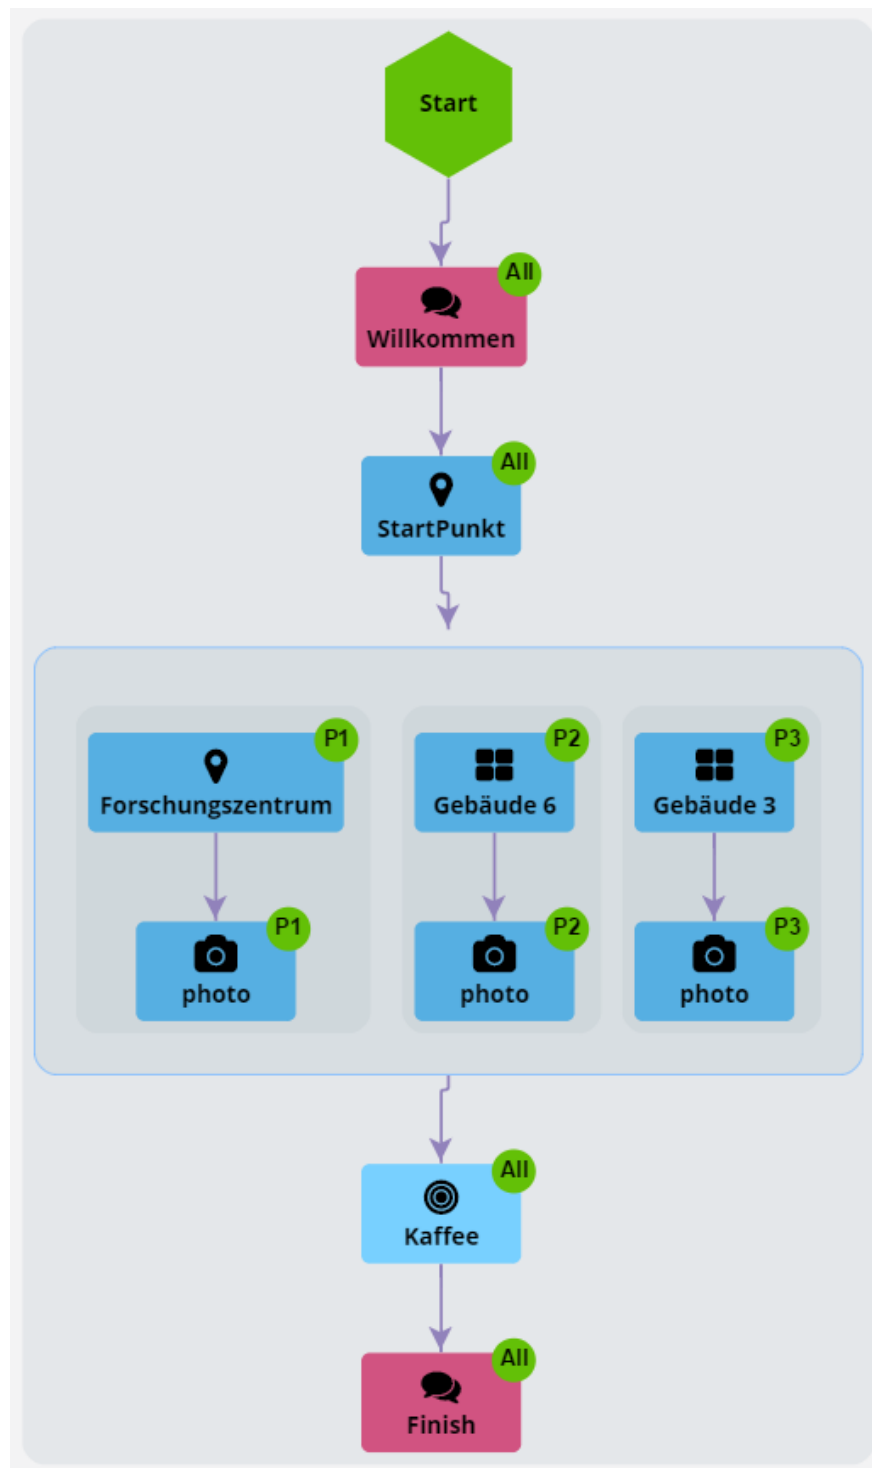 Start
All
Willkommen
All
StartPunkt
P1
Forschungszentrum
P2
Gebäude 6
P3
Gebäude 3
P1
photo
P2
photo
P3
photo
All
Kaffee
All
Finish